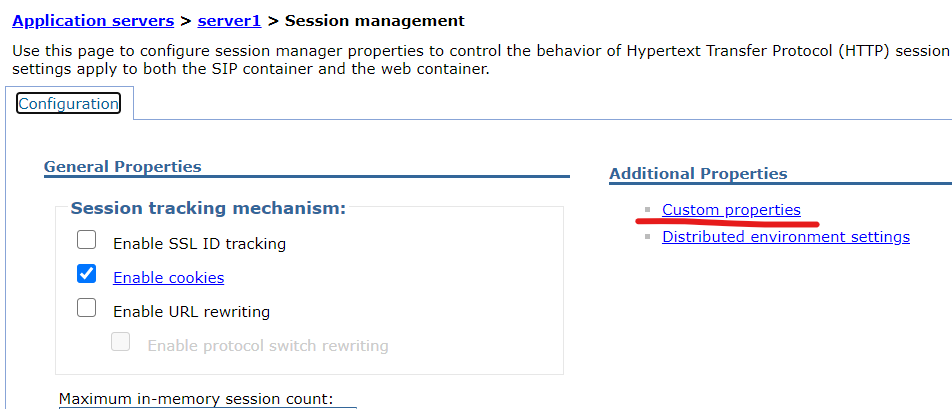 Application servers > server1 > Session management
Use this page to configure session manager properties to control the behavior of Hypertext Transfer Protocol (HTTP) session
settings apply to both the SIP container and the web container.
Configuration
General Properties
Session tracking mechanism:
Enable SSL ID tracking
Enable cookies
Enable URL rewriting
Enable protocol switch rewriting
Maximum in-memory session count:
Additional Properties
Custom properties
Distributed environment settings